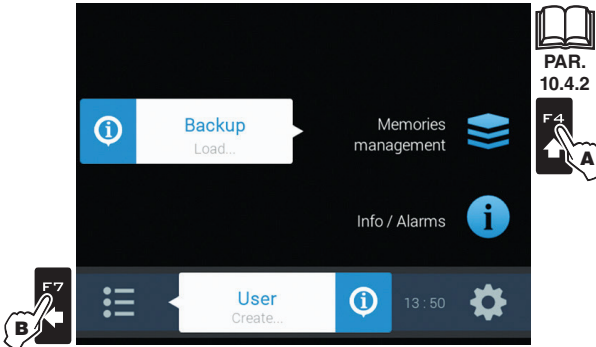 PAR.
10.4.2
F4
A
Backup
Load...
Memories
management
Info / Alarms
F7
B
User
Create...
13 : 50